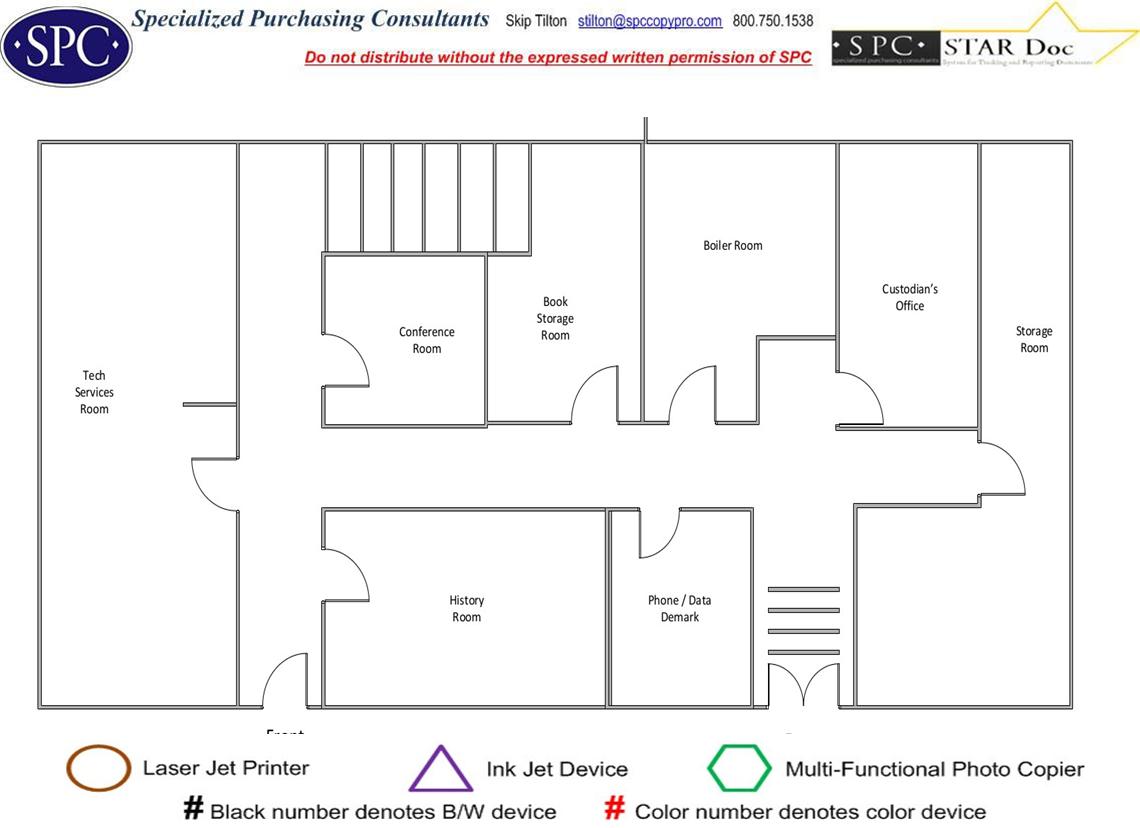 Specialized Purchasing Consultants Skip Tilton stilton@spccopypro.com 800.750.1538
·SPC·
Do not distribute without the expressed written permission of SPC
·SPC· STAR Doc
specialized purchasing consultants System for Tracking and Reporting Documents
Boiler Room
Custodian's
Office
Book
Storage
Room
Conference
Room
Storage
Room
Tech
Services
Room
History
Room
Phone / Data
Demark
Laser Jet Printer
Ink Jet Device
Multi-Functional Photo Copier
# Black number denotes B/W device
# Color number denotes color device